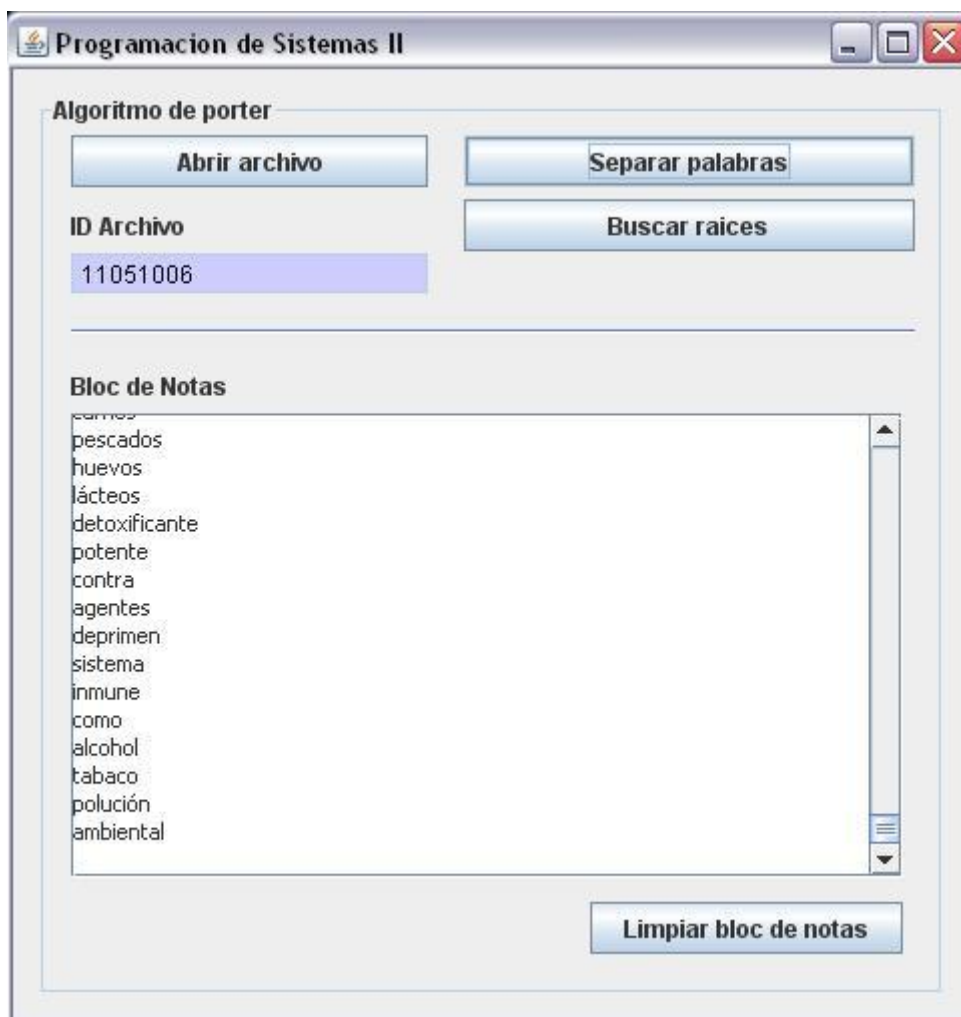 Programacion de Sistemas II
Algoritmo de porter
Abrir archivo
Separar palabras
ID Archivo
Buscar raices
11051006
Bloc de Notas
pescados
huevos
lácteos
detoxificante
potente
contra
agentes
deprimen
sistema
inmune
como
alcohol
tabaco
polución
ambiental
Limpiar bloc de notas